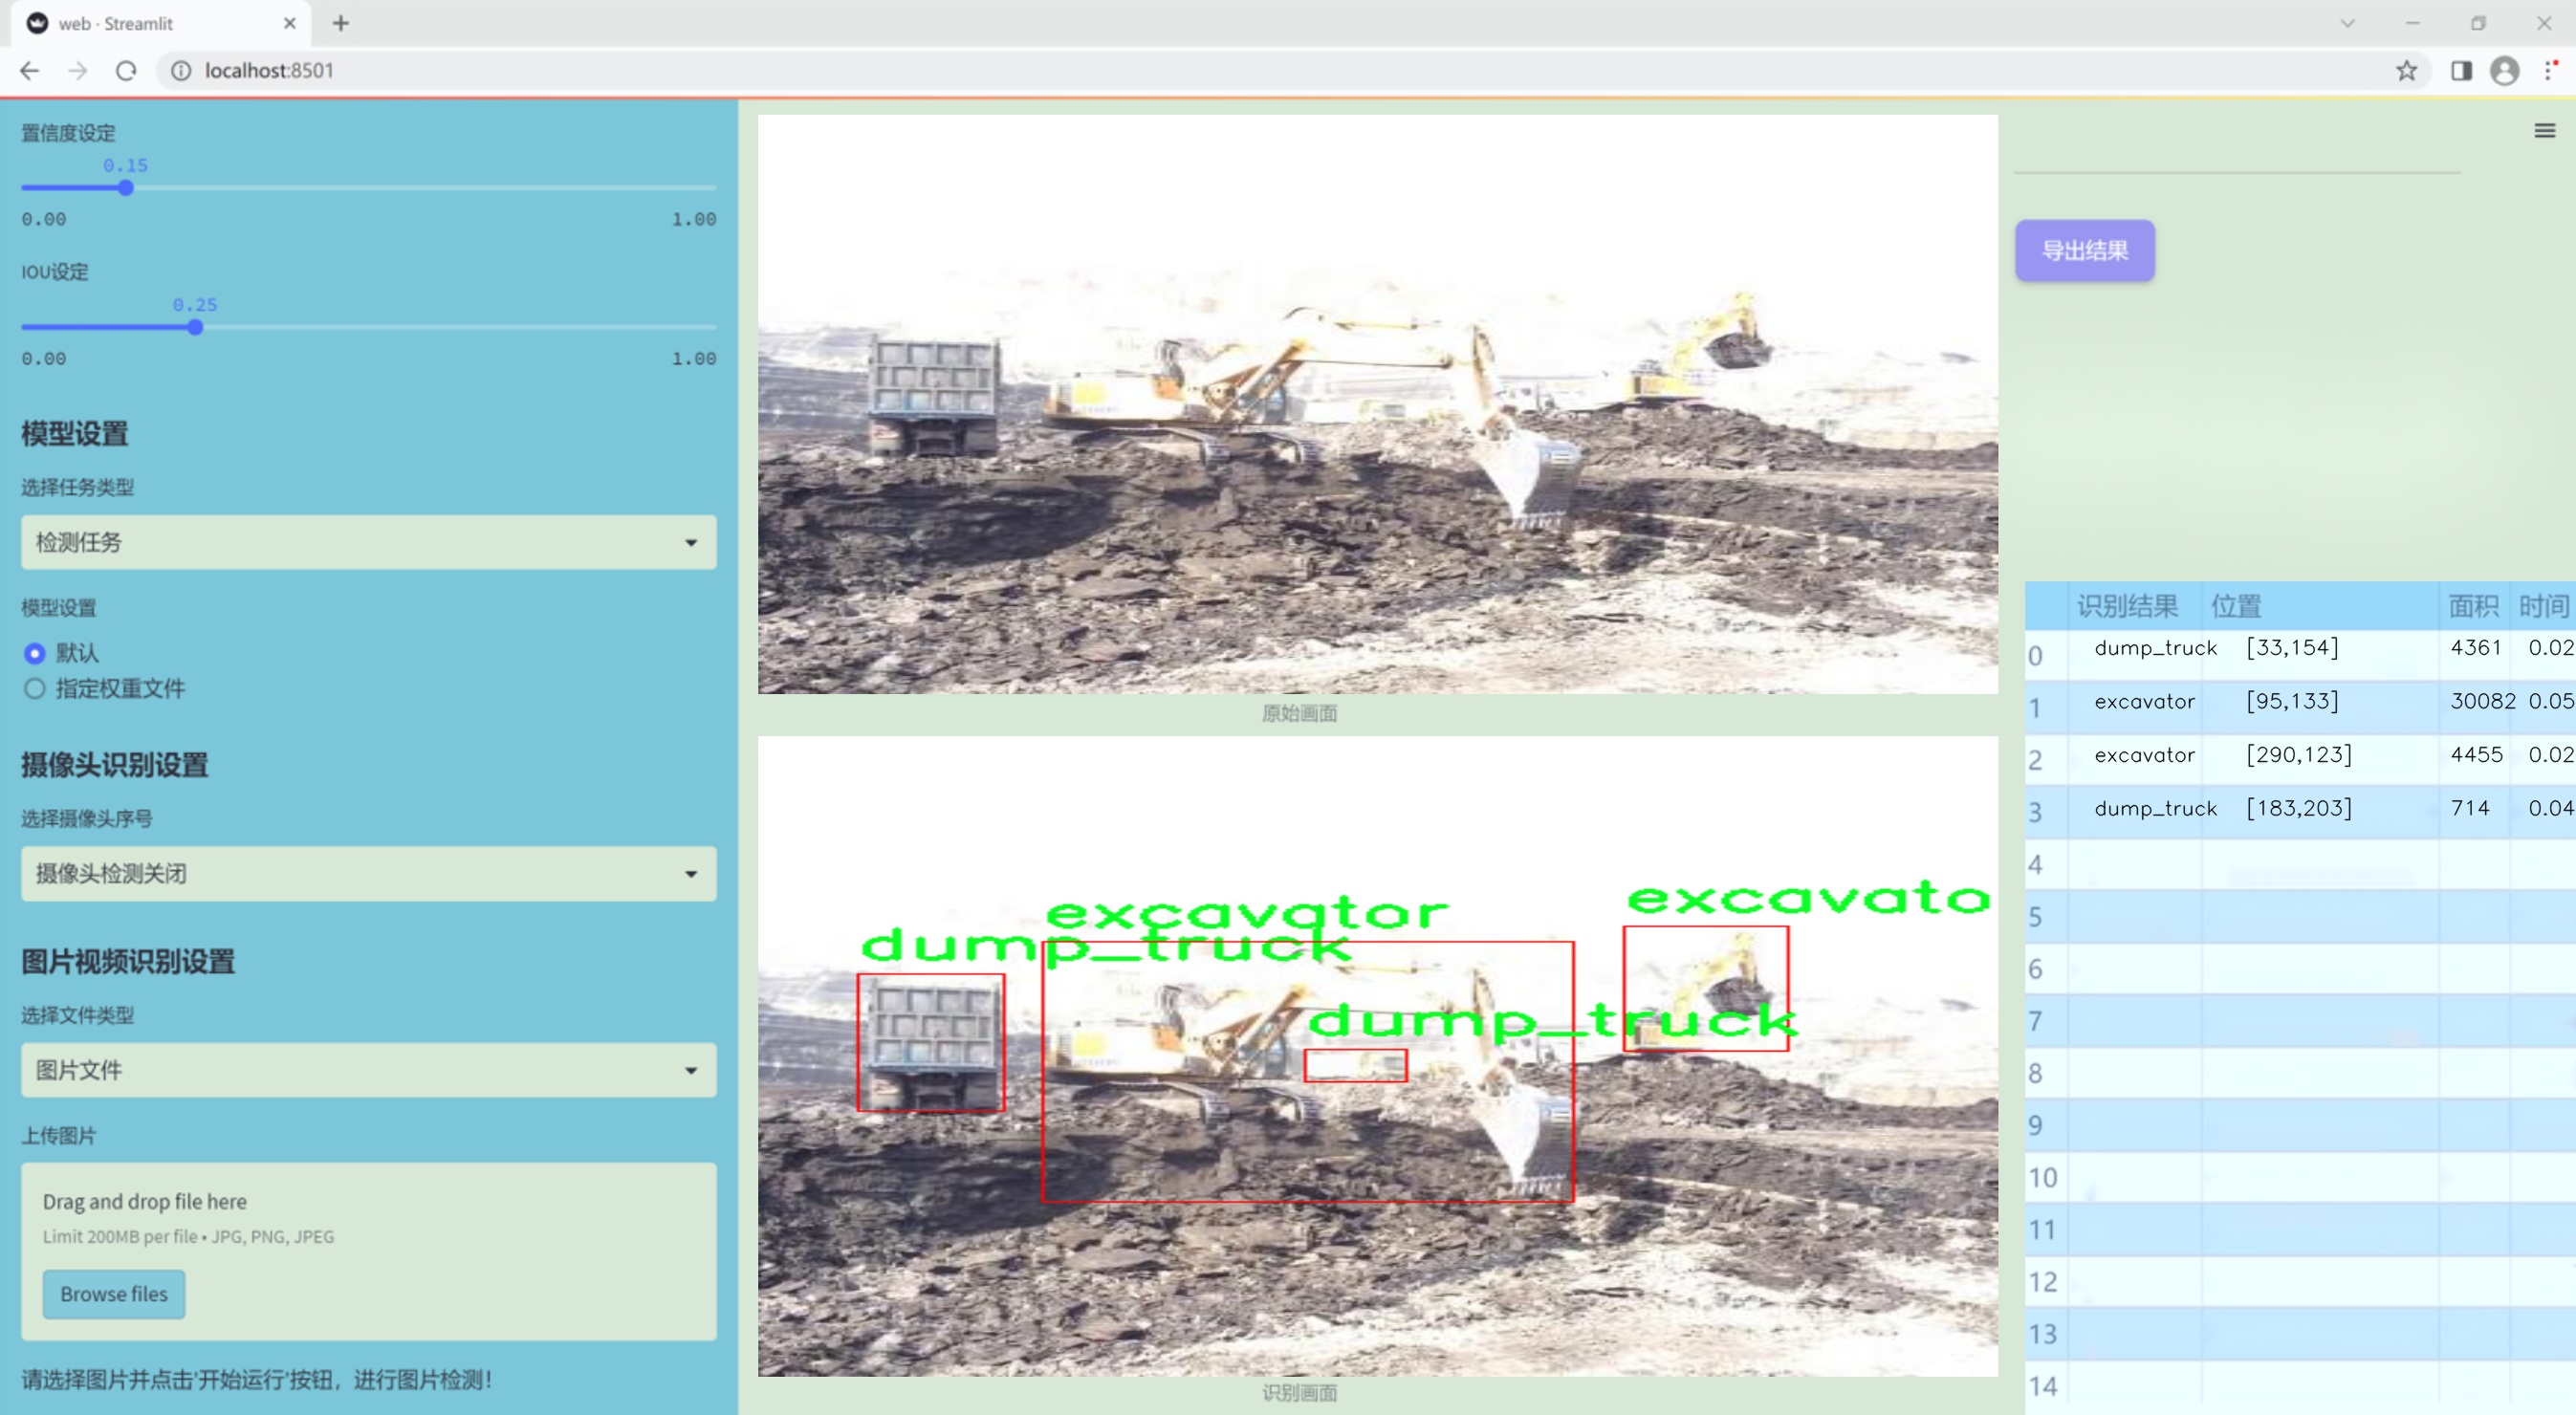 web · Streamlit
localhost:8501
置信度设定
0.15
0.00 1.00
IOU设定
0.25
0.00 1.00
模型设置
选择任务类型
检测任务
模型设置
默认
指定权重文件
摄像头识别设置
选择摄像头序号
摄像头检测关闭
图片视频识别设置
选择文件类型
图片文件
上传图片
Drag and drop file here
Limit 200MB per file • JPG, PNG, JPEG
Browse files
请选择图片并点击'开始运行'按钮，进行图片检测！
原始画面
excavator
dump_truck
excavato
dump_truck
识别画面
导出结果
识别结果 位置 面积 时间
0 dump_truck [33,154] 4361 0.02
1 excavator [95,133] 30082 0.05
2 excavator [290,123] 4455 0.02
3 dump_truck [183,203] 714 0.04
4
5
6
7
8
9
10
11
12
13
14